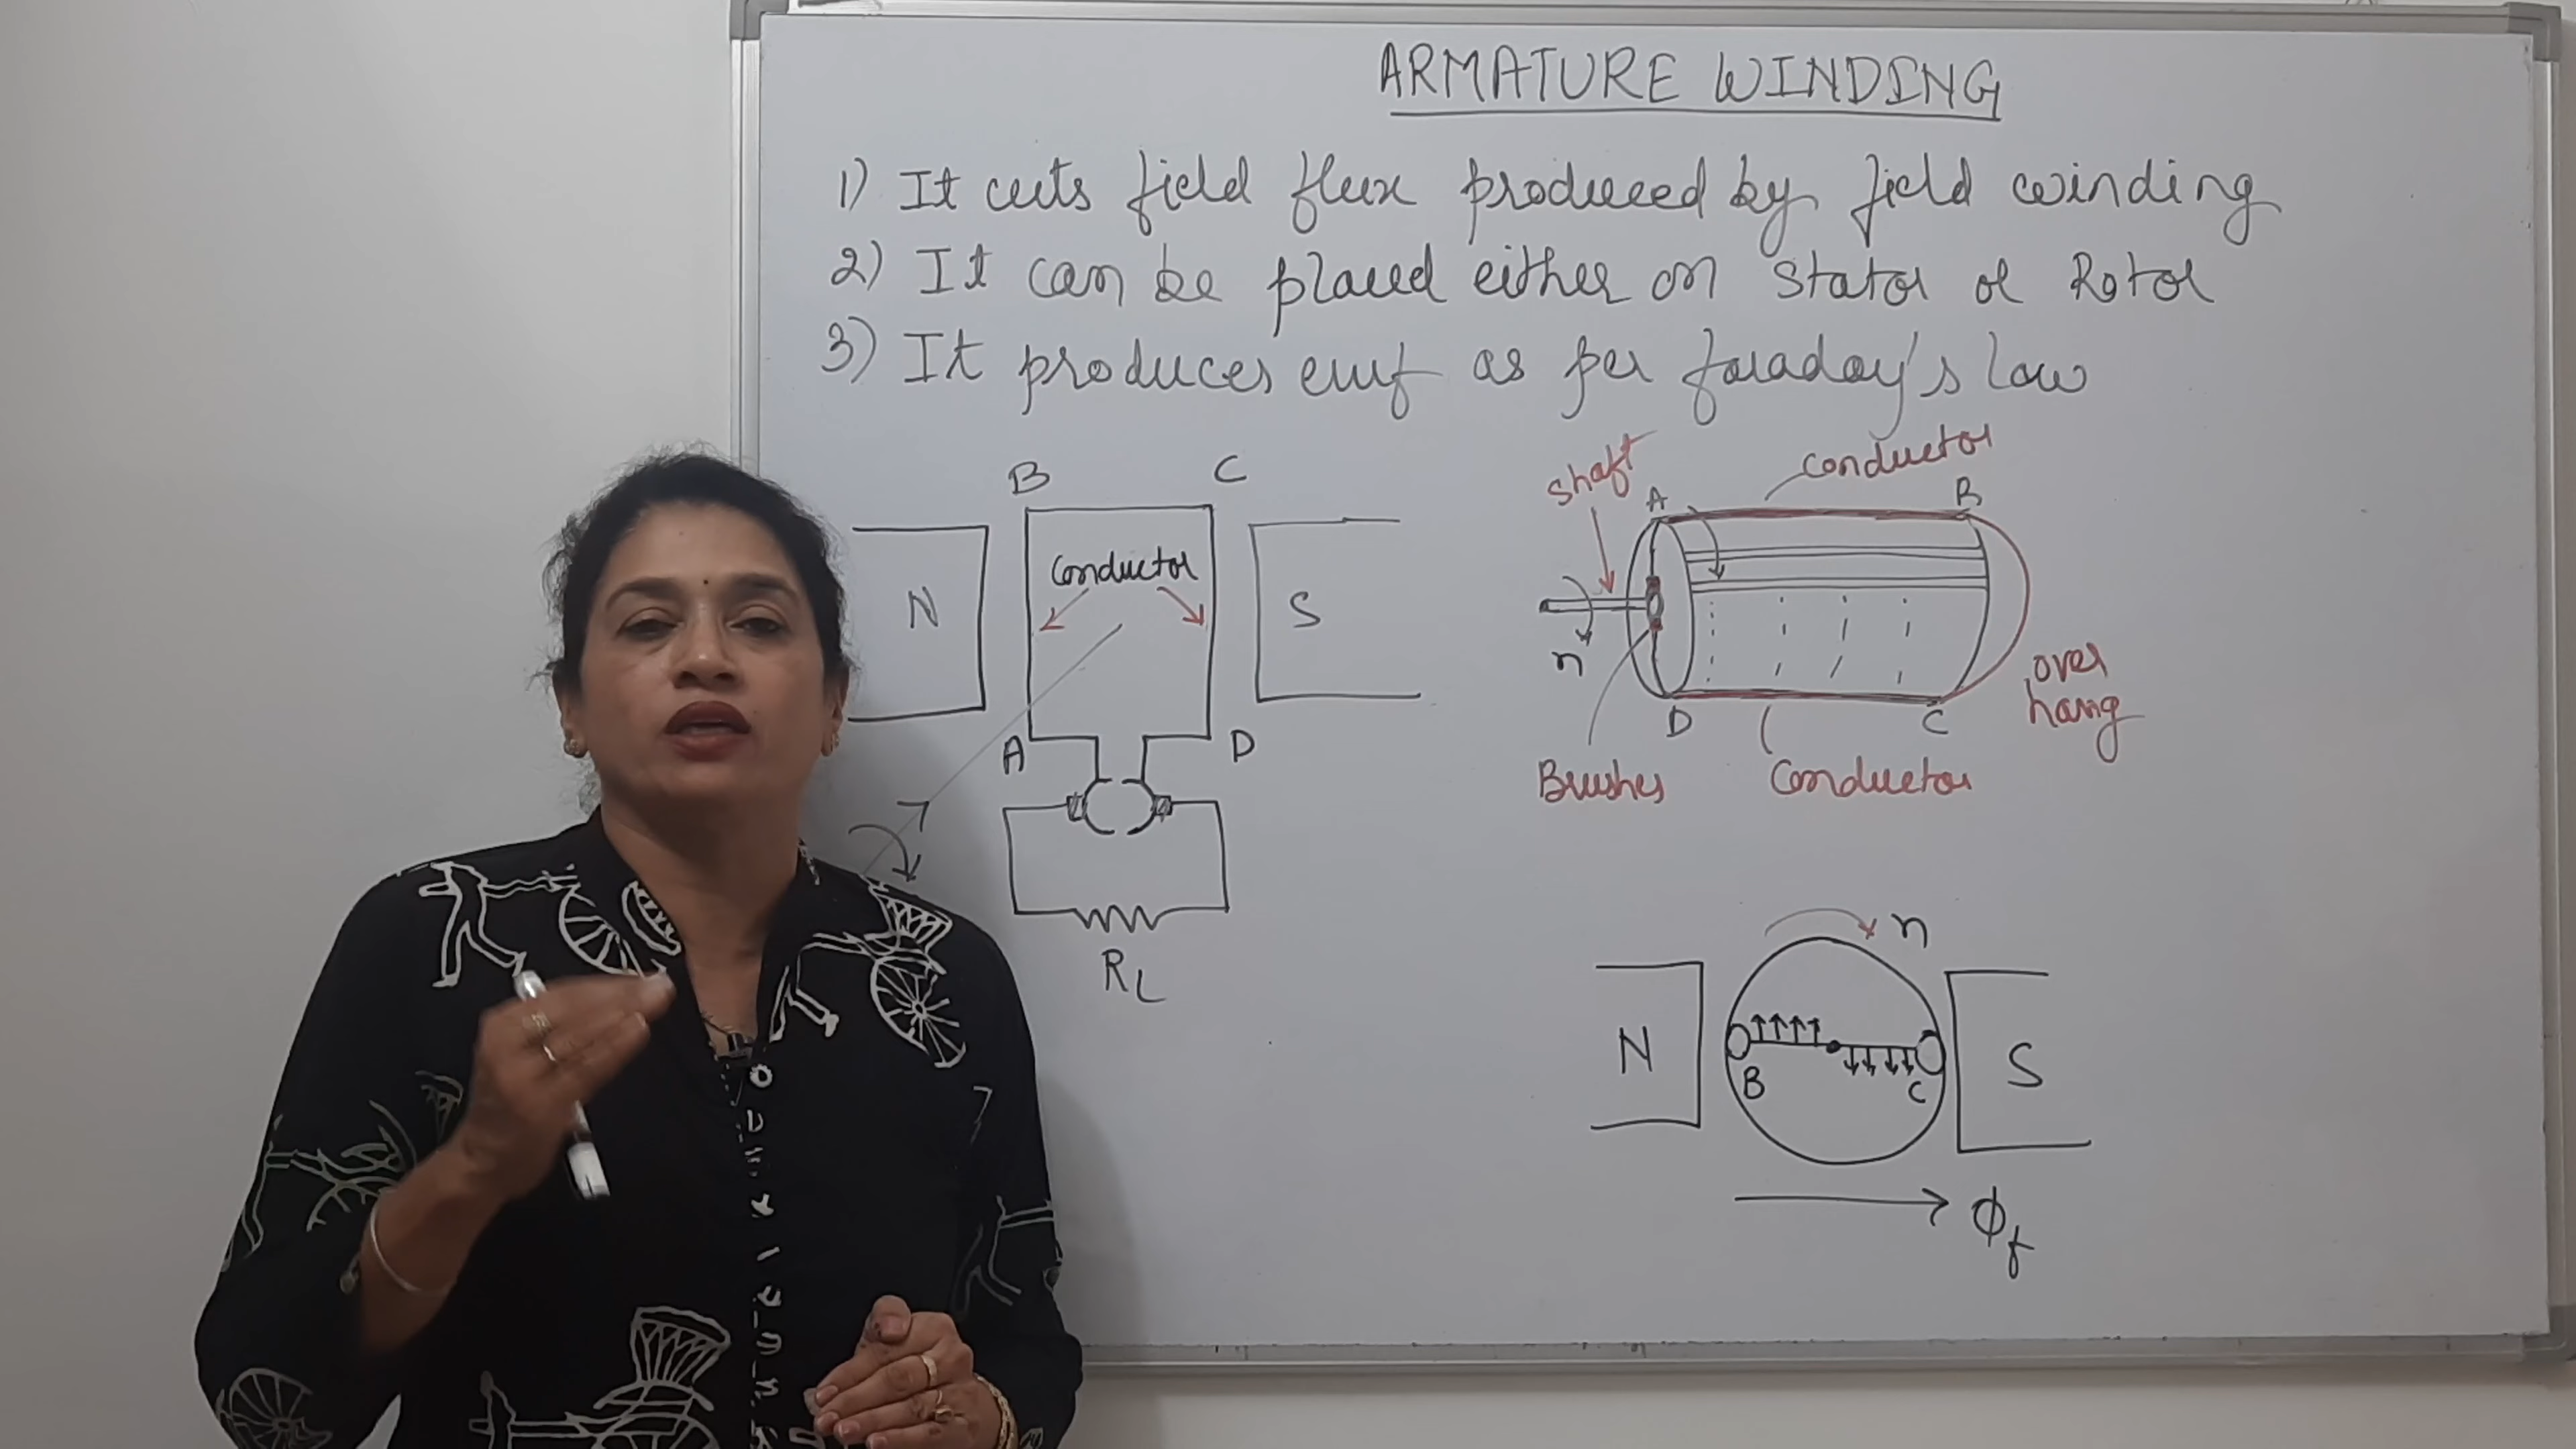 ARMATURE WINDING
1) It cuts field flux produced by field winding
2) It can be placed either on Stator or Rotor
3) It produces emf as per faraday's law
B C
N conductor S
A D
RL
shaft conductor
A B
n
over
hang
D C
Brushes Conductor
n
N B C S
ϕf